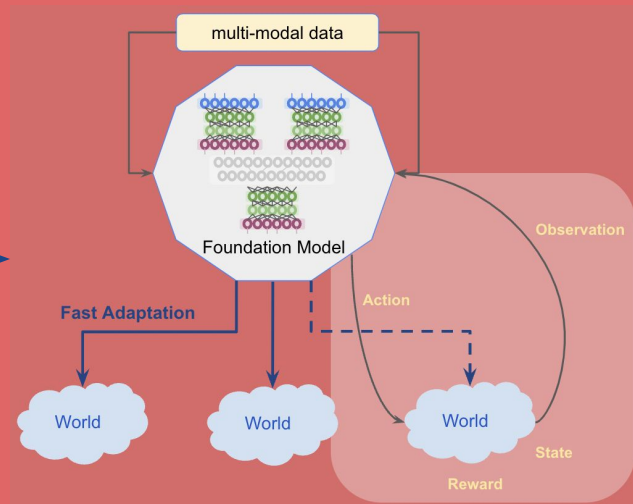 multi-modal data
Foundation Model
Observation
Action
Fast Adaptation
World
World
World
State
Reward